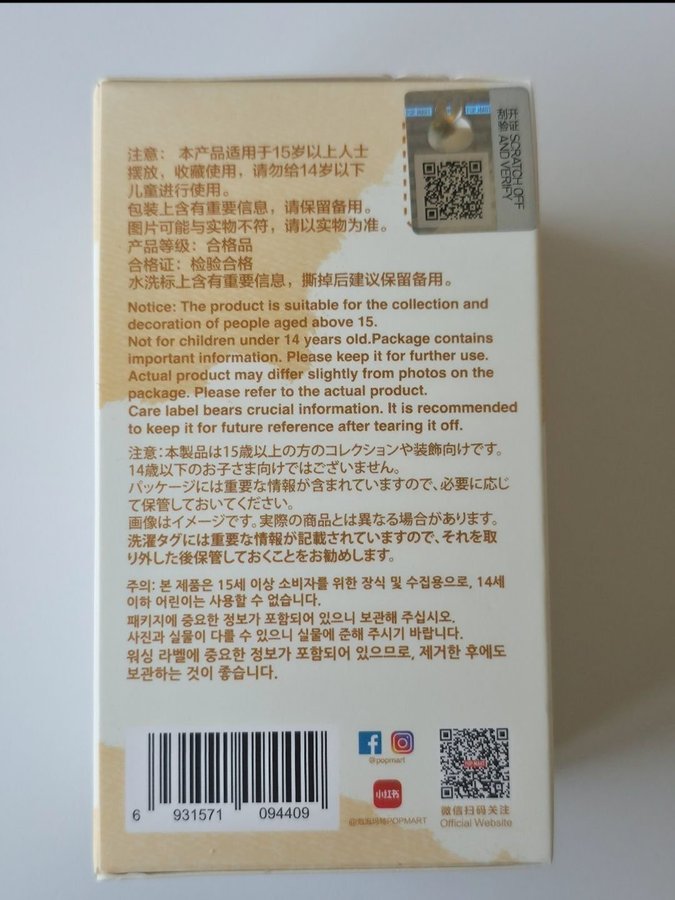 开证 SCRATCH OFF
刮验 AND VERIFY
注意: 本产品适用于15岁以上人士
摆放, 收藏使用, 请勿给14岁以下
儿童进行使用。
包装上含有重要信息, 请保留备用。
图片可能与实物不符, 请以实物为准。
产品等级: 合格品
合格证: 检验合格
水洗标上含有重要信息, 撕掉后建议保留备用。
Notice: The product is suitable for the collection and
decoration of people aged above 15.
Not for children under 14 years old.Package contains
important information. Please keep it for further use.
Actual product may differ slightly from photos on the
package. Please refer to the actual product.
Care label bears crucial information. It is recommended
to keep it for future reference after tearing it off.
注意:本製品は15歳以上の方のコレクションや装飾向けです。
14歳以下のお子さま向けではございません。
パッケージには重要な情報が含まれていますので、必要に応じ
て保管しておいてください。
画像はイメージです。実際の商品とは異なる場合があります。
洗濯タグには重要な情報が記載されていますので、それを取
り外した後保管しておくことをお勧めします。
주의: 본 제품은 15세 이상 소비자를 위한 장식 및 수집용으로, 14세
이하 어린이는 사용할 수 없습니다.
패키지에 중요한 정보가 포함되어 있으니 보관해 주십시오.
사진과 실물이 다를 수 있으니 실물에 준해 주시기 바랍니다.
워싱 라벨에 중요한 정보가 포함되어 있으므로, 제거한 후에도
보관하는 것이 좋습니다.
6 931571 094409
@popmart
小红书
@泡泡玛特POPMART
POP MART
微信扫码关注
Official Website